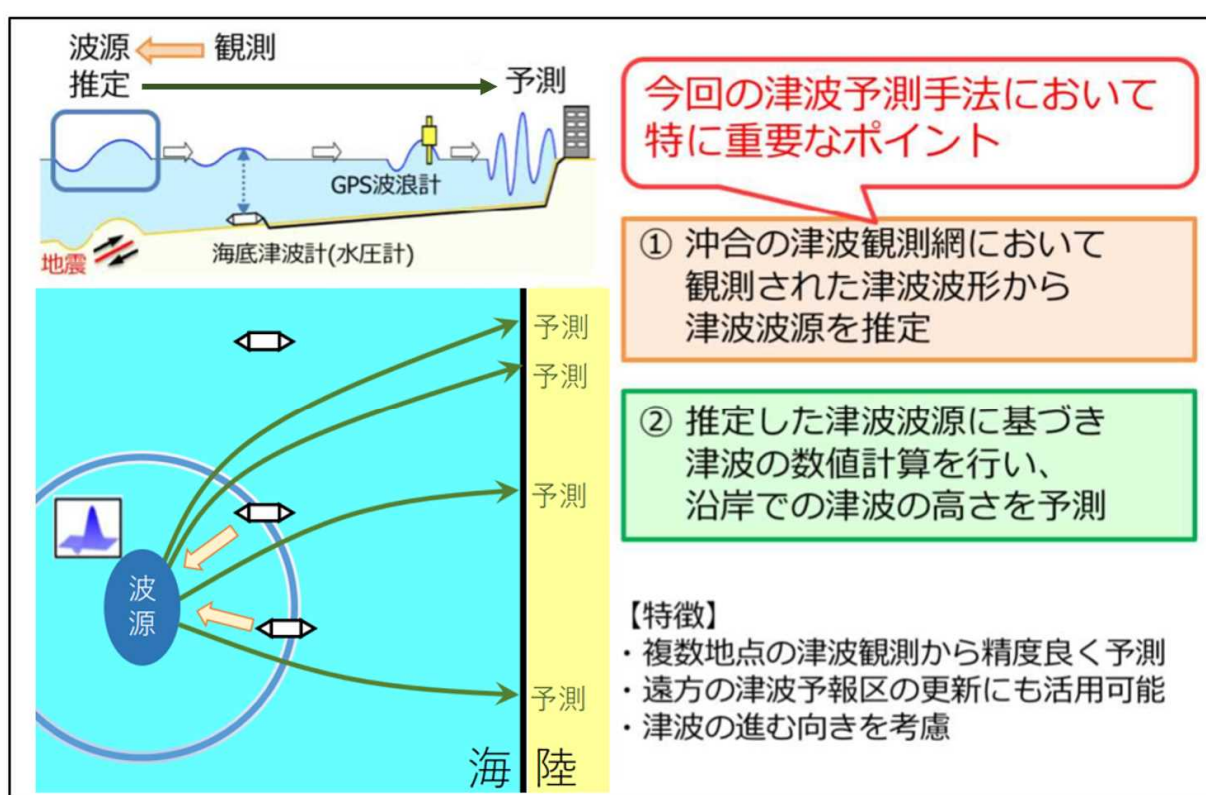 波源 観測
推定 予測
GPS波浪計
海底津波計(水圧計)
地震
予測
予測
予測
予測
波
源
海 陸
今回の津波予測手法において
特に重要なポイント
① 沖合の津波観測網において
観測された津波波形から
津波波源を推定
② 推定した津波波源に基づき
津波の数値計算を行い、
沿岸での津波の高さを予測
【特徴】
・複数地点の津波観測から精度良く予測
・遠方の津波予報区の更新にも活用可能
・津波の進む向きを考慮